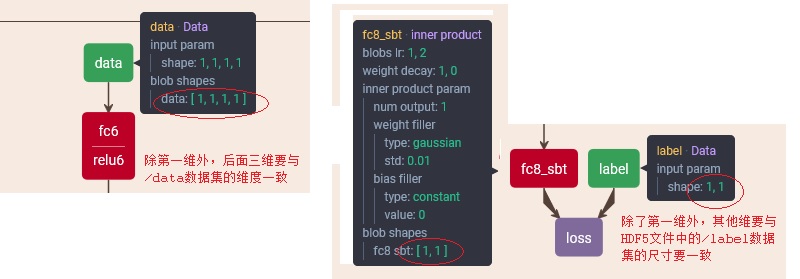 data · Data
input param
shape: 1, 1, 1, 1
blob shapes
data: [ 1, 1, 1, 1 ]
data
fc6
relu6
除第一维外，后面三维要与
/data数据集的维度一致
fc8_sbt · inner product
blobs lr: 1, 2
weight decay: 1, 0
inner product param
num output: 1
weight filler
type: gaussian
std: 0.01
bias filler
type: constant
value: 0
blob shapes
fc8 sbt: [ 1, 1 ]
fc8_sbt
label
label · Data
input param
shape: 1, 1
loss
除了第一维外，其他维要与
HDF5文件中的/label数据
集的尺寸要一致